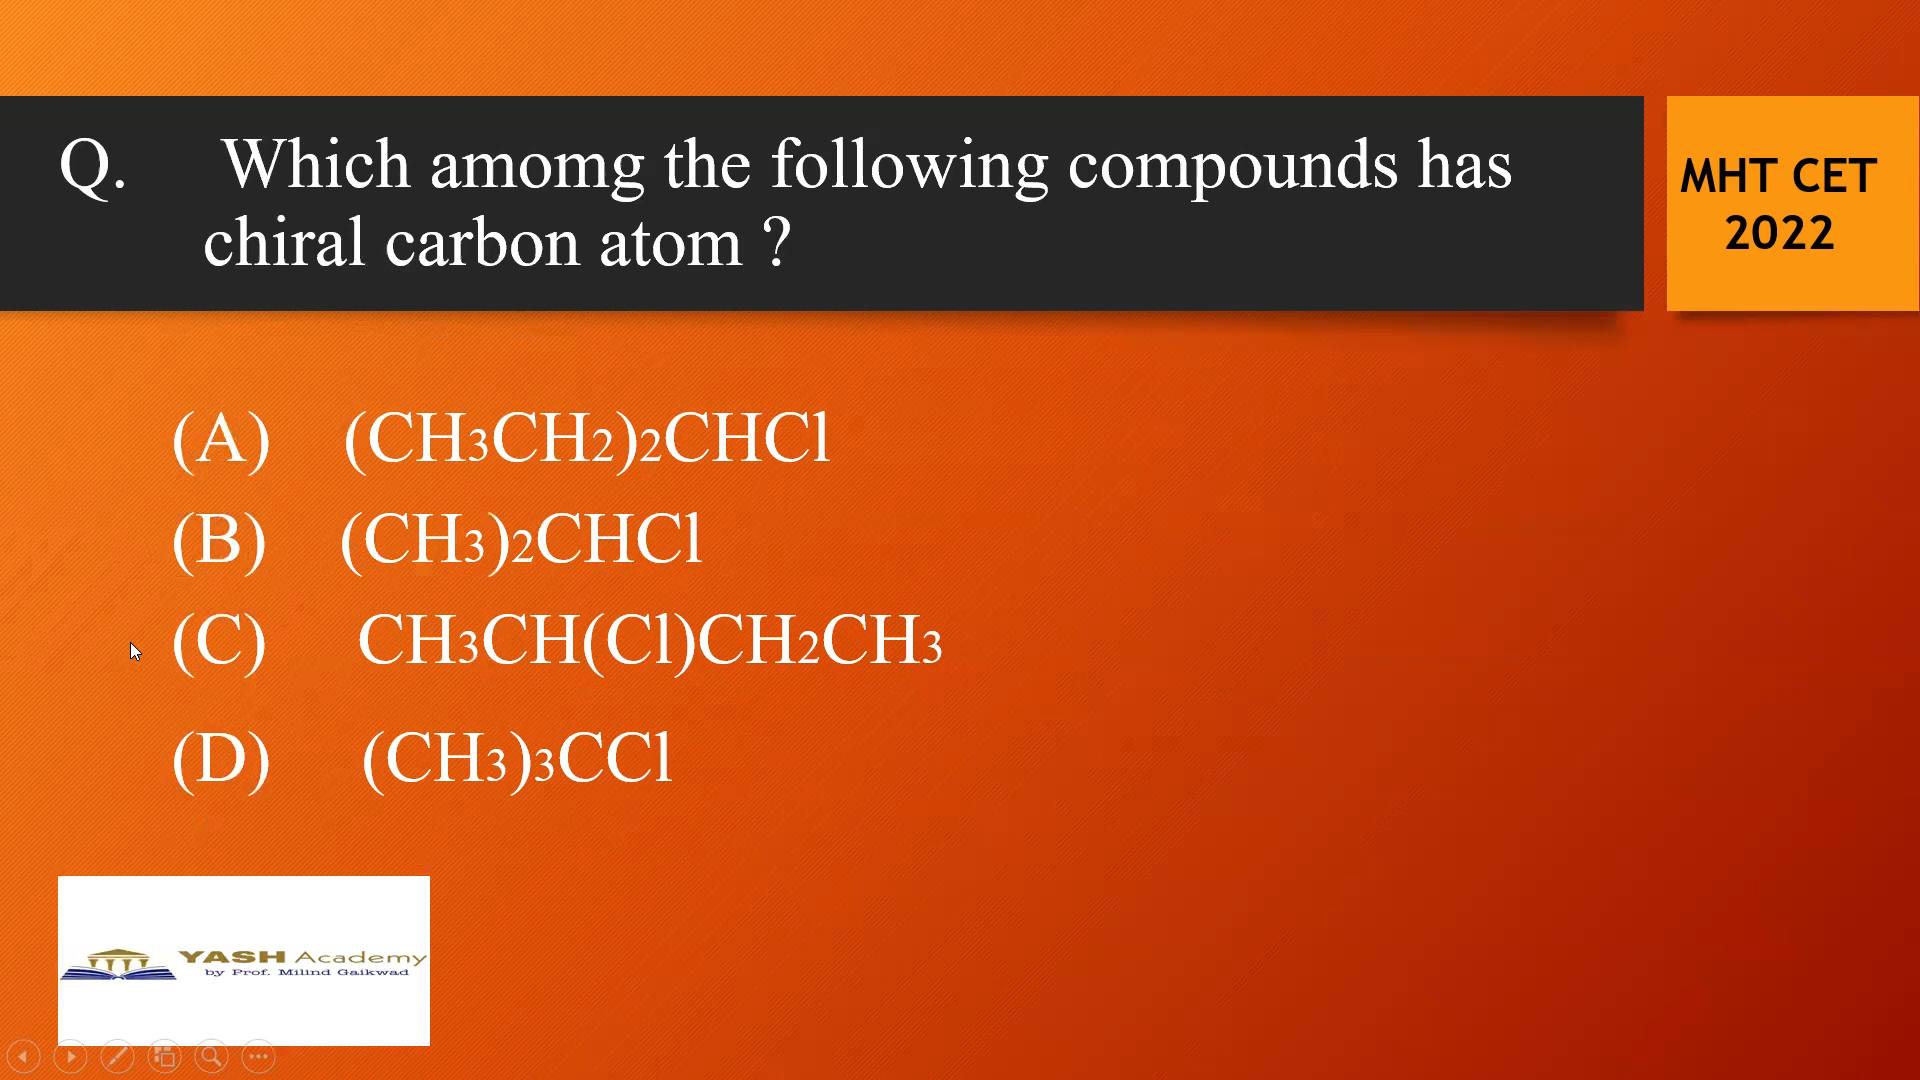 Q. Which amomg the following compounds has
chiral carbon atom ?
MHT CET
2022
(A) (CH3CH2)2CHCl
(B) (CH3)2CHCl
(C) CH3CH(Cl)CH2CH3
(D) (CH3)3CCl
YASH Academy
by Prof. Milind Gaikwad